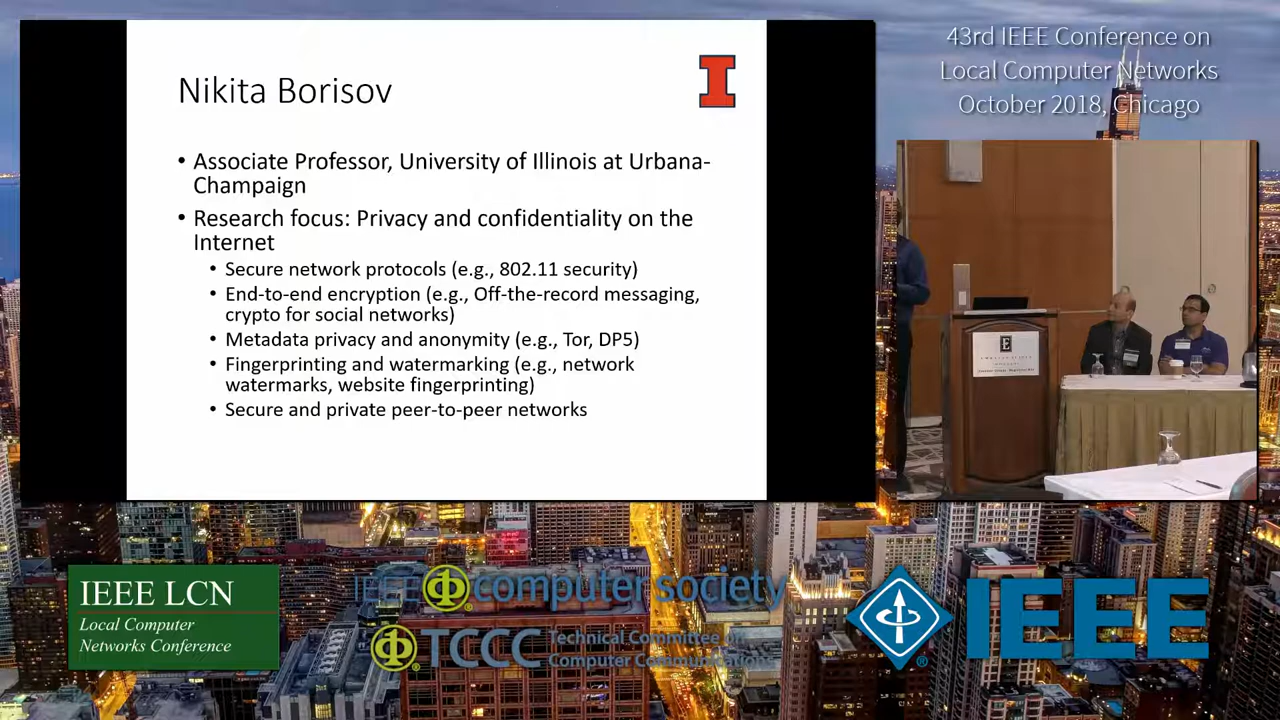 Nikita Borisov
• Associate Professor, University of Illinois at Urbana-
Champaign
• Research focus: Privacy and confidentiality on the
Internet
• Secure network protocols (e.g., 802.11 security)
• End-to-end encryption (e.g., Off-the-record messaging,
crypto for social networks)
• Metadata privacy and anonymity (e.g., Tor, DP5)
• Fingerprinting and watermarking (e.g., network
watermarks, website fingerprinting)
• Secure and private peer-to-peer networks
43rd IEEE Conference on
Local Computer Networks
October 2018, Chicago
E
IEEE LCN
Local Computer
Networks Conference
IEEE computer society
TCCC Technical Committee on
Computer Communications
IEEE
®